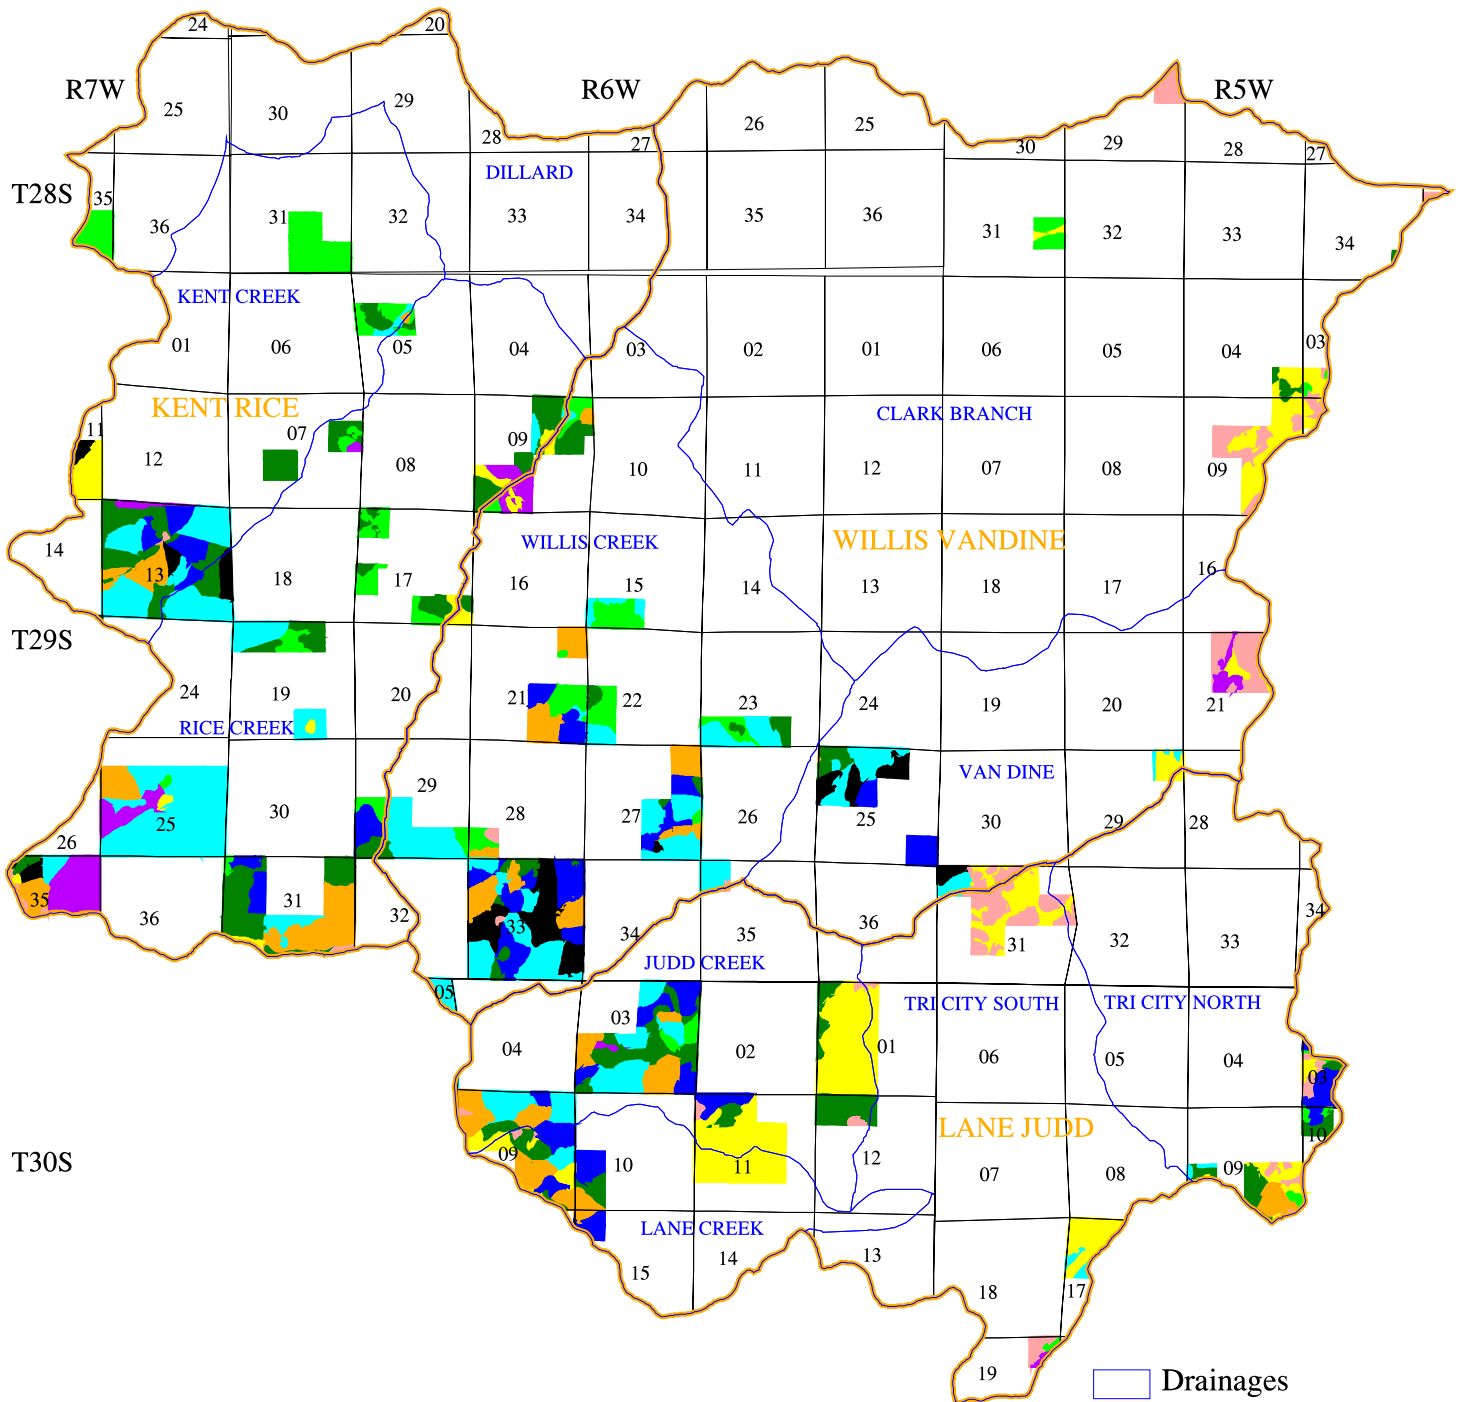 24 20
R7W R6W R5W
25 30 29 28 27 26 25 30 29 28 27
DILLARD
T28S
35 36 31 32 33 34 35 36 31 32 33 34
KENT CREEK
01 06 05 04 03 02 01 06 05 04 03
KENT RICE
CLARK BRANCH
11 12 07 08 09 10 11 12 07 08 09
WILLIS CREEK
WILLIS VANDINE
14 13 18 17 16 15 14 13 18 17 16
T29S
24 19 20 21 22 23 24 19 20 21
RICE CREEK
VAN DINE
26 25 30 29 28 27 26 25 30 29 28
35 36 31 32 33 34 35 36 31 32 33 34
JUDD CREEK
TRI CITY SOUTH
TRI CITY NORTH
05 04 03 02 01 06 05 04 03
LANE JUDD
T30S
09 10 11 12 07 08 09 10
LANE CREEK
15 14 13 18 17
19
Drainages